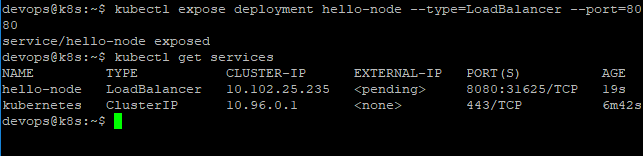 devops@k8s:~$ kubectl expose deployment hello-node --type=LoadBalancer --port=80
80
service/hello-node exposed
devops@k8s:~$ kubectl get services
NAME TYPE CLUSTER-IP EXTERNAL-IP PORT(S) AGE
hello-node LoadBalancer 10.102.25.235 <pending> 8080:31625/TCP 19s
kubernetes ClusterIP 10.96.0.1 <none> 443/TCP 6m42s
devops@k8s:~$